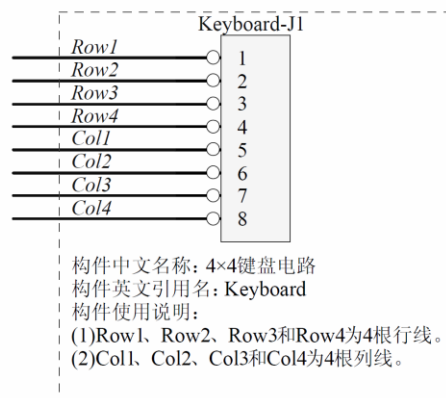 Keyboard-J1
Row1 1
Row2 2
Row3 3
Row4 4
Col1 5
Col2 6
Col3 7
Col4 8
构件中文名称：4×4键盘电路
构件英文引用名：Keyboard
构件使用说明：
(1)Row1、Row2、Row3和Row4为4根行线。
(2)Col1、Col2、Col3和Col4为4根列线。